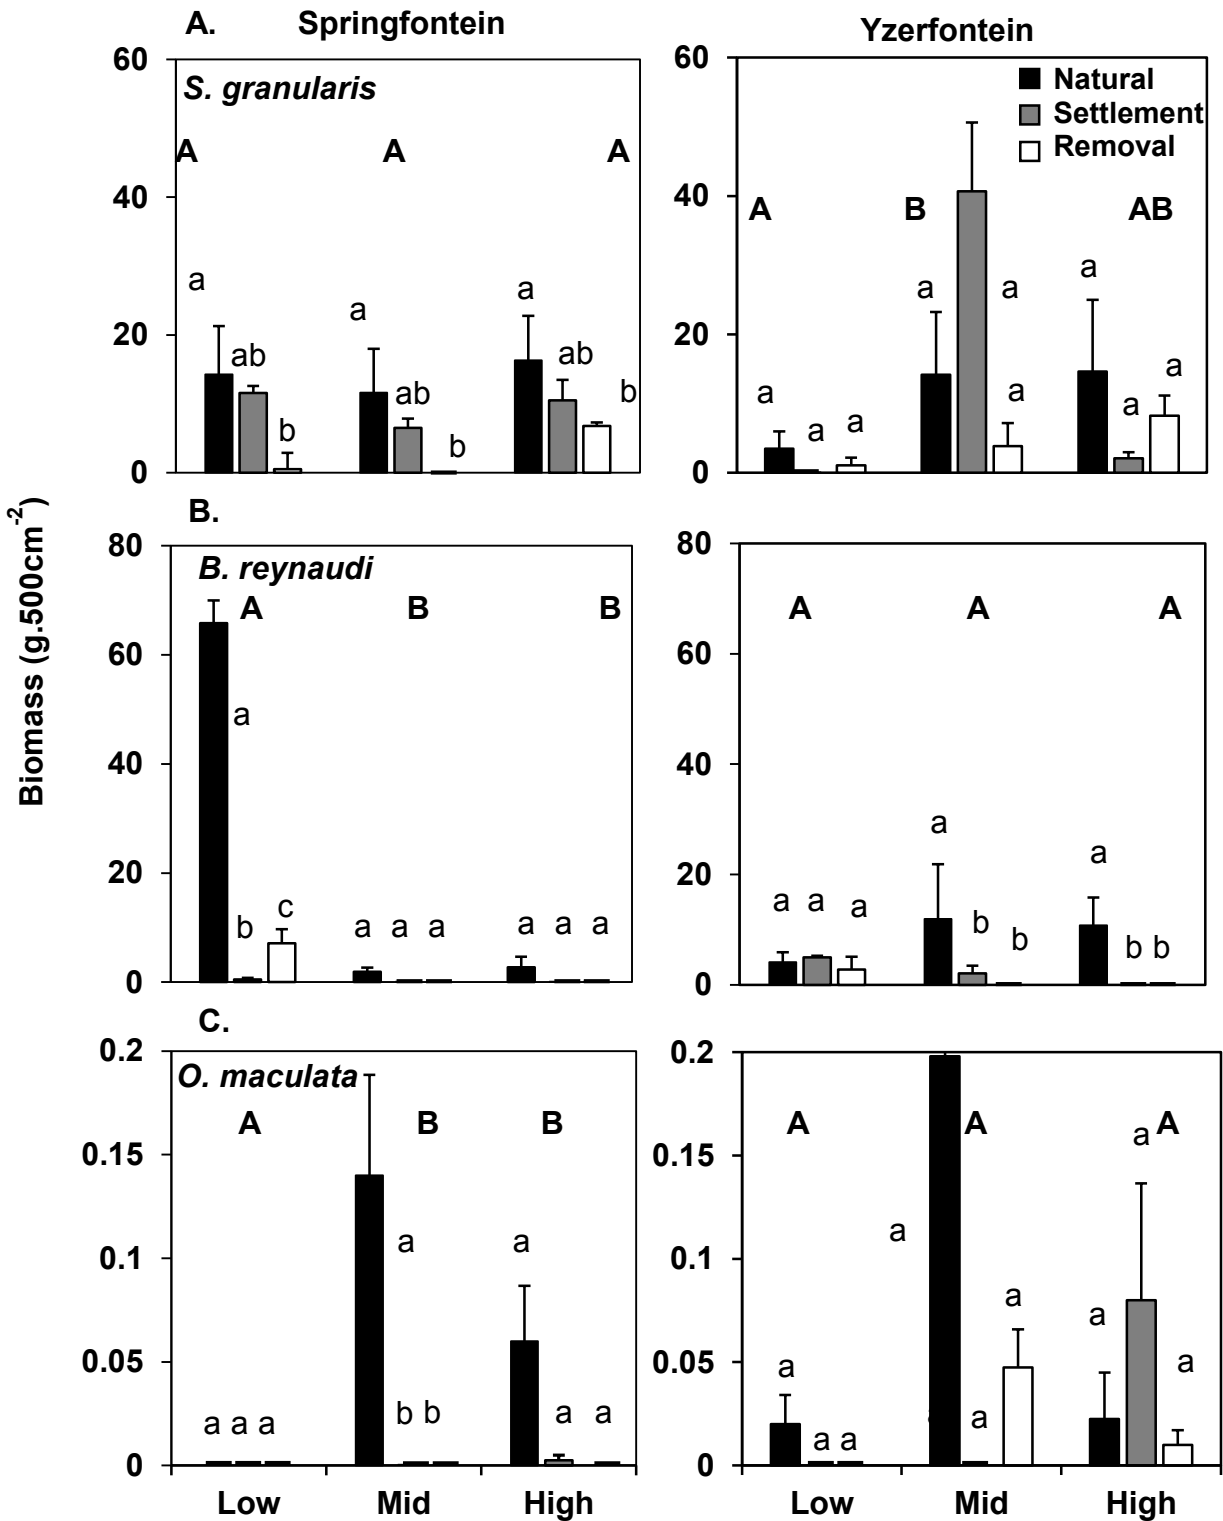 A. Springfontein Yzerfontein
S. granularis
Natural
Settlement
Removal
60
40
20
0
A A A
a ab b a ab b a ab b
60
40
20
0
A B AB
a a a a a a a a a
B.
B. reynaudi
80
60
40
20
0
A B B
a b c a a a a a a
80
60
40
20
0
A A A
a a a a b b a b b
Biomass (g.500cm-2)
C.
O. maculata
0.2
0.15
0.1
0.05
0
A B B
a a a a b b a a a
Low Mid High
0.2
0.15
0.1
0.05
0
A A A
a a a a a a a a a
Low Mid High